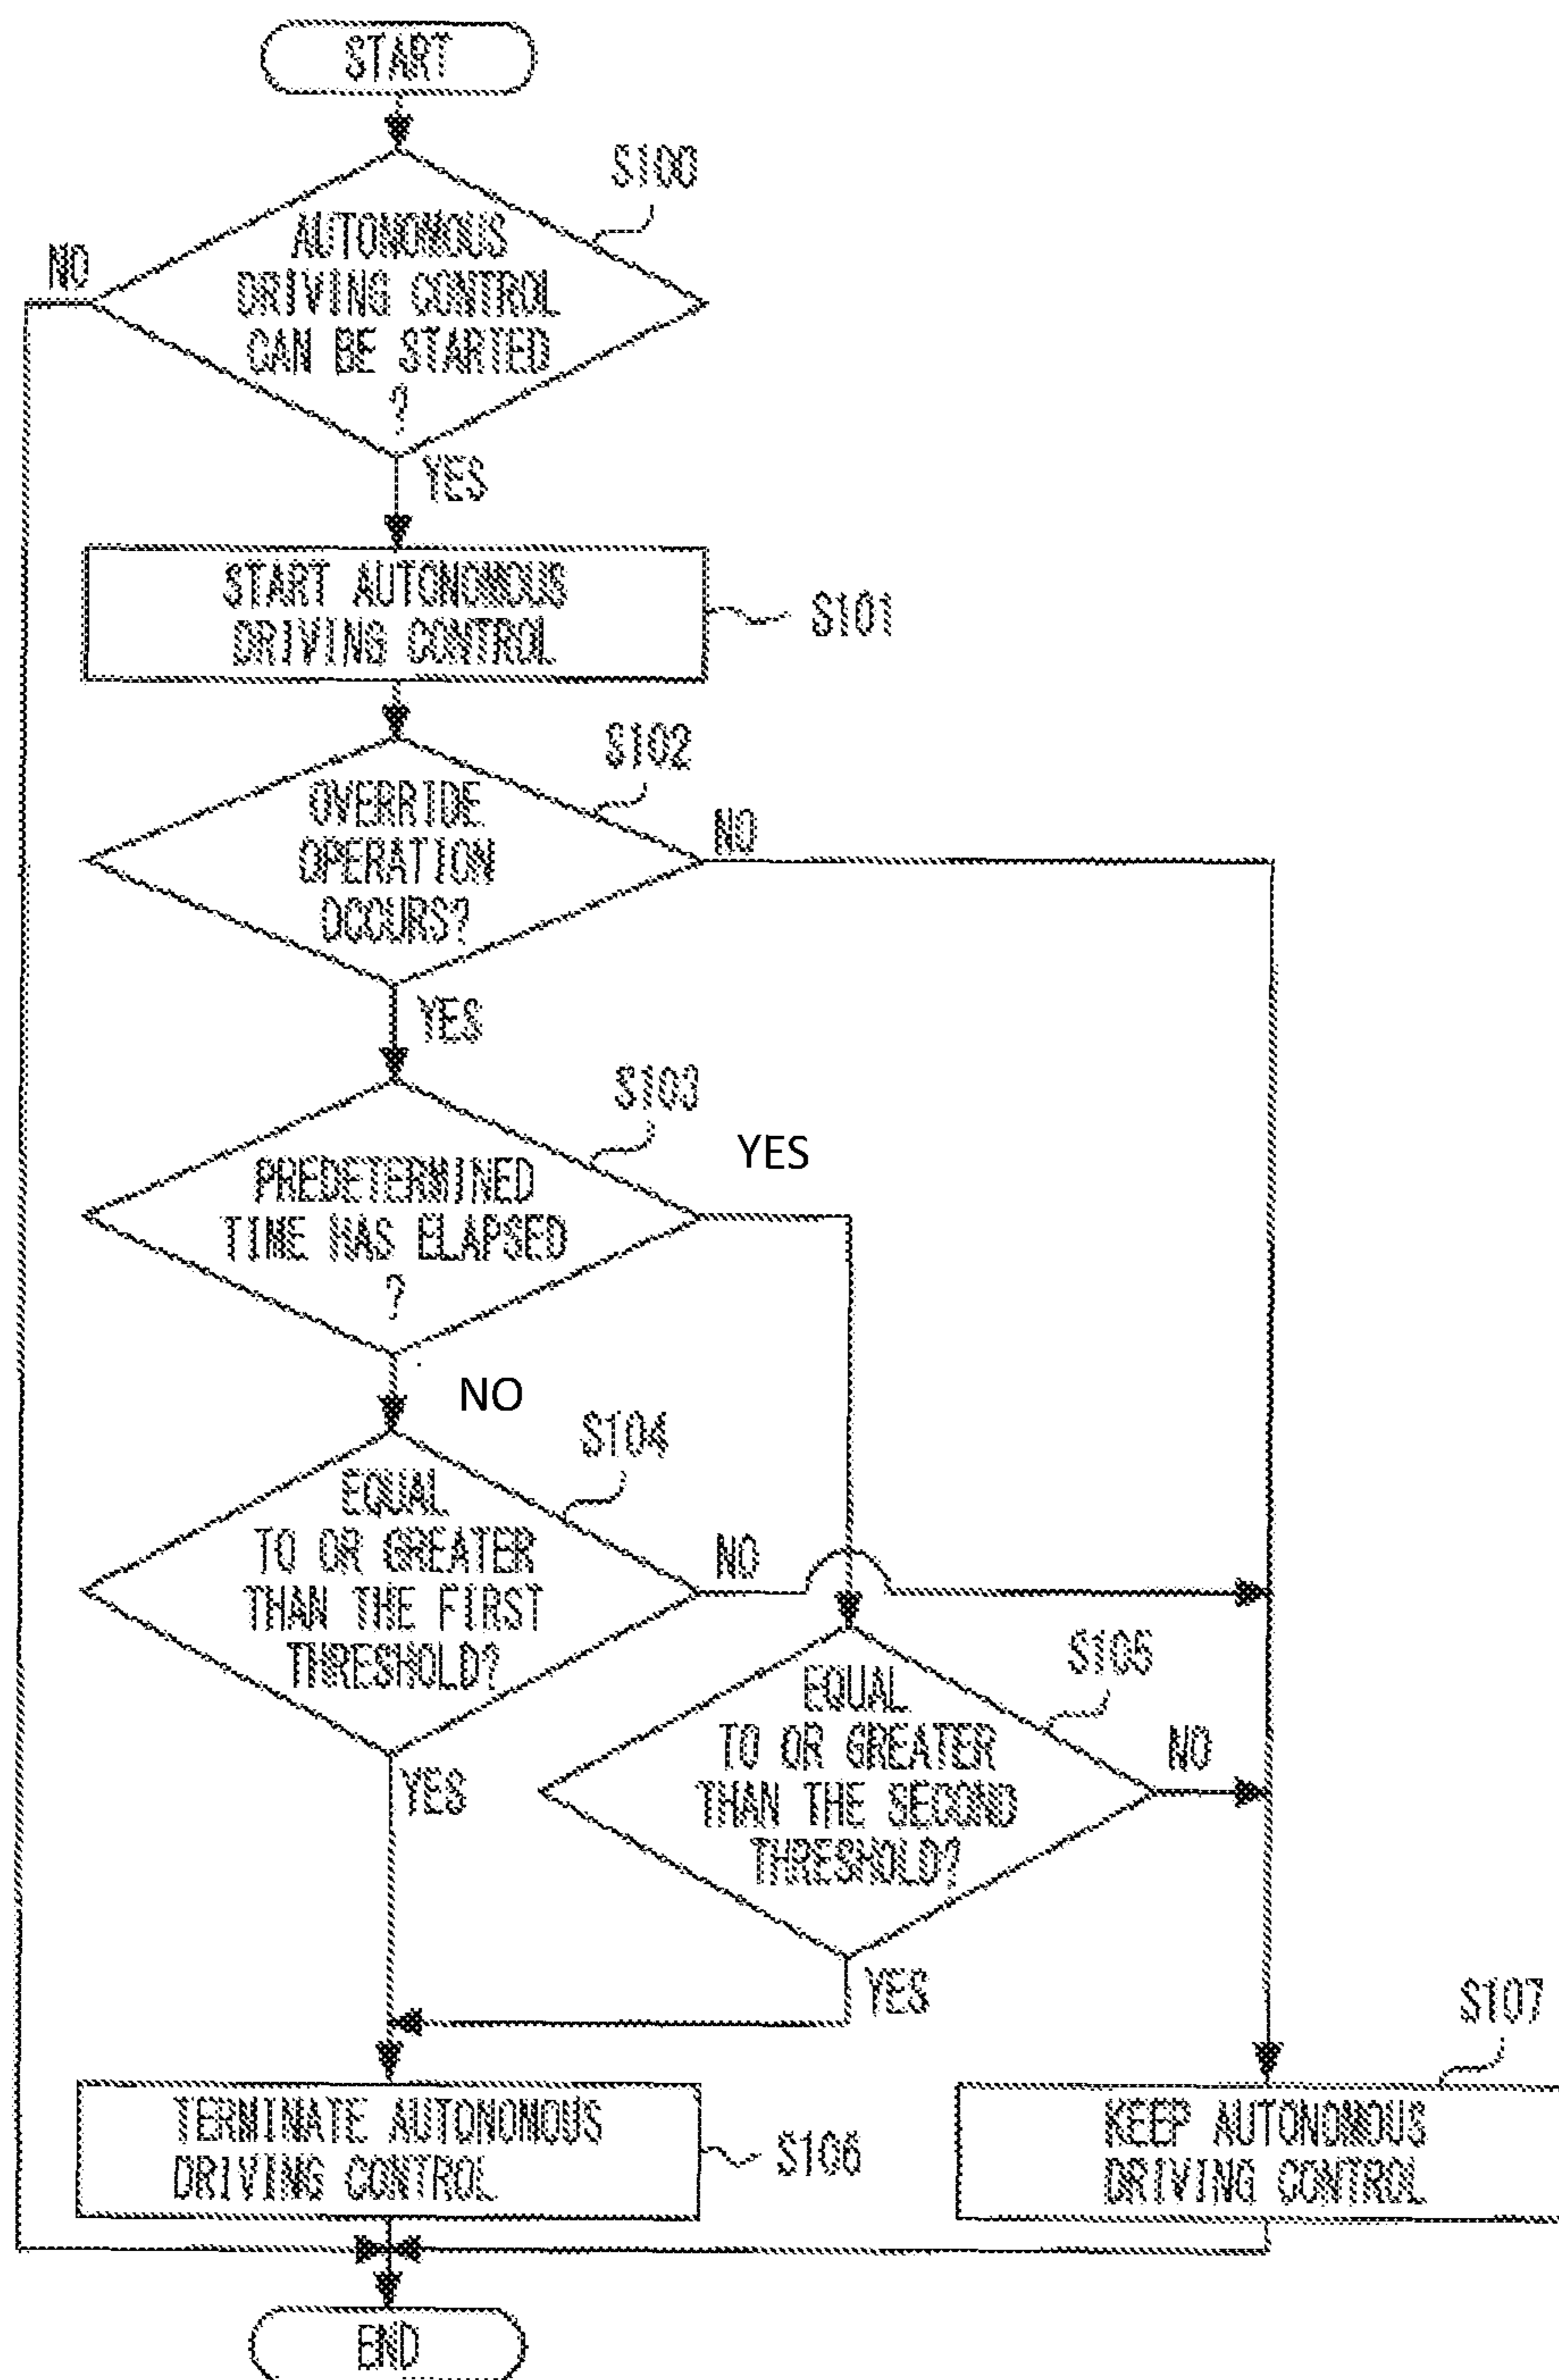 START
S100
AUTONOMOUS
DRIVING CONTROL
CAN BE STARTED
?
NO
YES
START AUTONOMOUS
DRIVING CONTROL
S101
S102
OVERRIDE
OPERATION
OCCURS?
NO
YES
S103
PREDETERMINED
TIME HAS ELAPSED
?
YES
NO
S104
EQUAL
TO OR GREATER
THAN THE FIRST
THRESHOLD?
NO
YES
S105
EQUAL
TO OR GREATER
THAN THE SECOND
THRESHOLD?
NO
YES
TERMINATE AUTONOMOUS
DRIVING CONTROL
S106
S107
KEEP AUTONOMOUS
DRIVING CONTROL
END